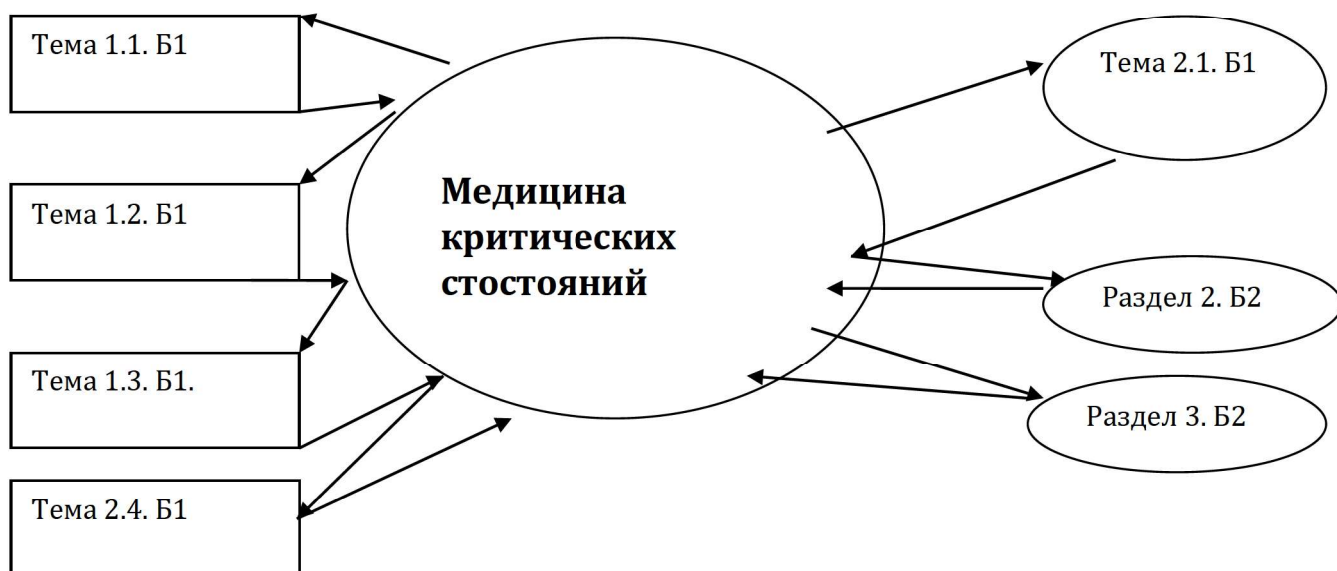 Тема 1.1. Б1
Тема 1.2. Б1
Тема 1.3. Б1.
Тема 2.4. Б1
Медицина
критических
стостояний
Тема 2.1. Б1
Раздел 2. Б2
Раздел 3. Б2